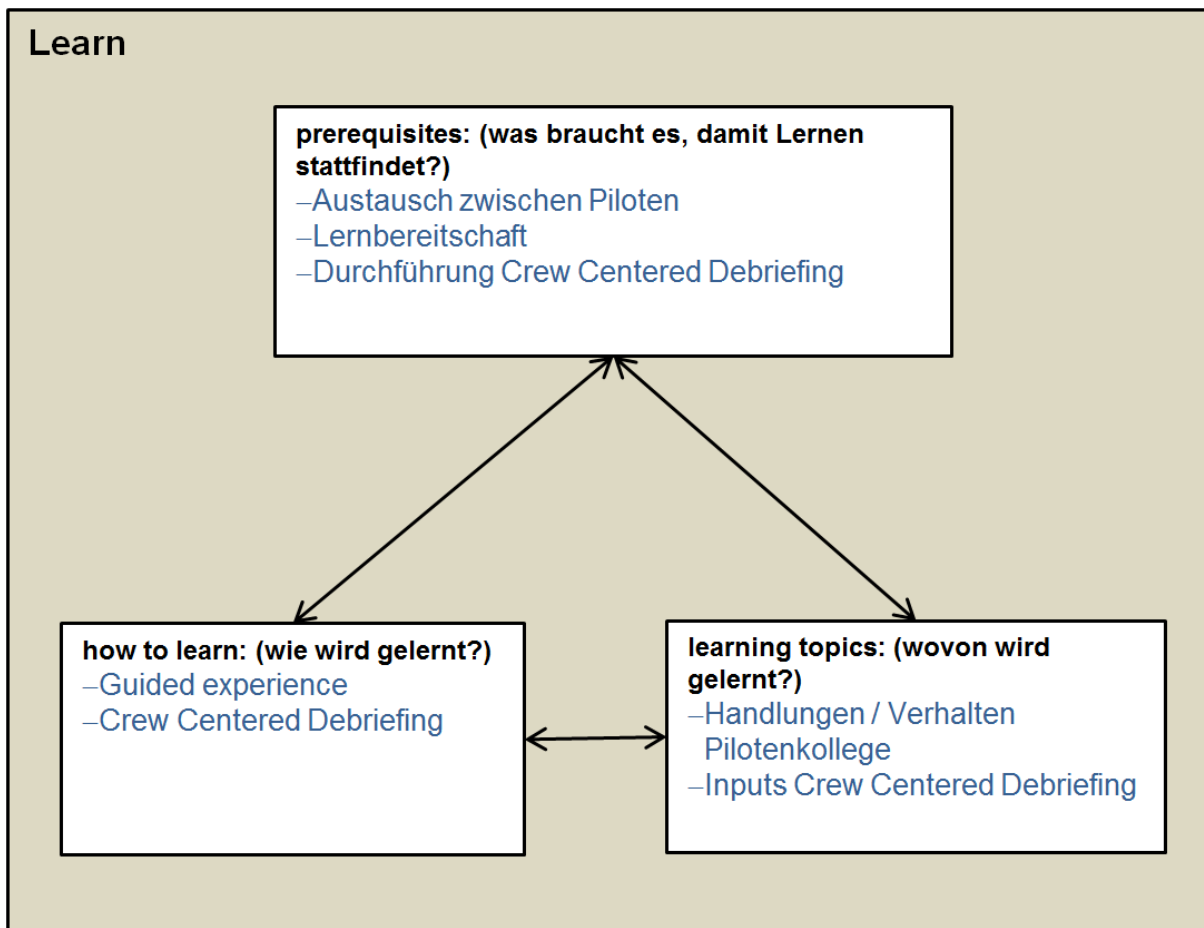 Learn
prerequisites: (was braucht es, damit Lernen
stattfindet?)
–Austausch zwischen Piloten
–Lernbereitschaft
–Durchführung Crew Centered Debriefing
how to learn: (wie wird gelernt?)
–Guided experience
–Crew Centered Debriefing
learning topics: (wovon wird
gelernt?)
–Handlungen / Verhalten
Pilotenkollege
–Inputs Crew Centered Debriefing